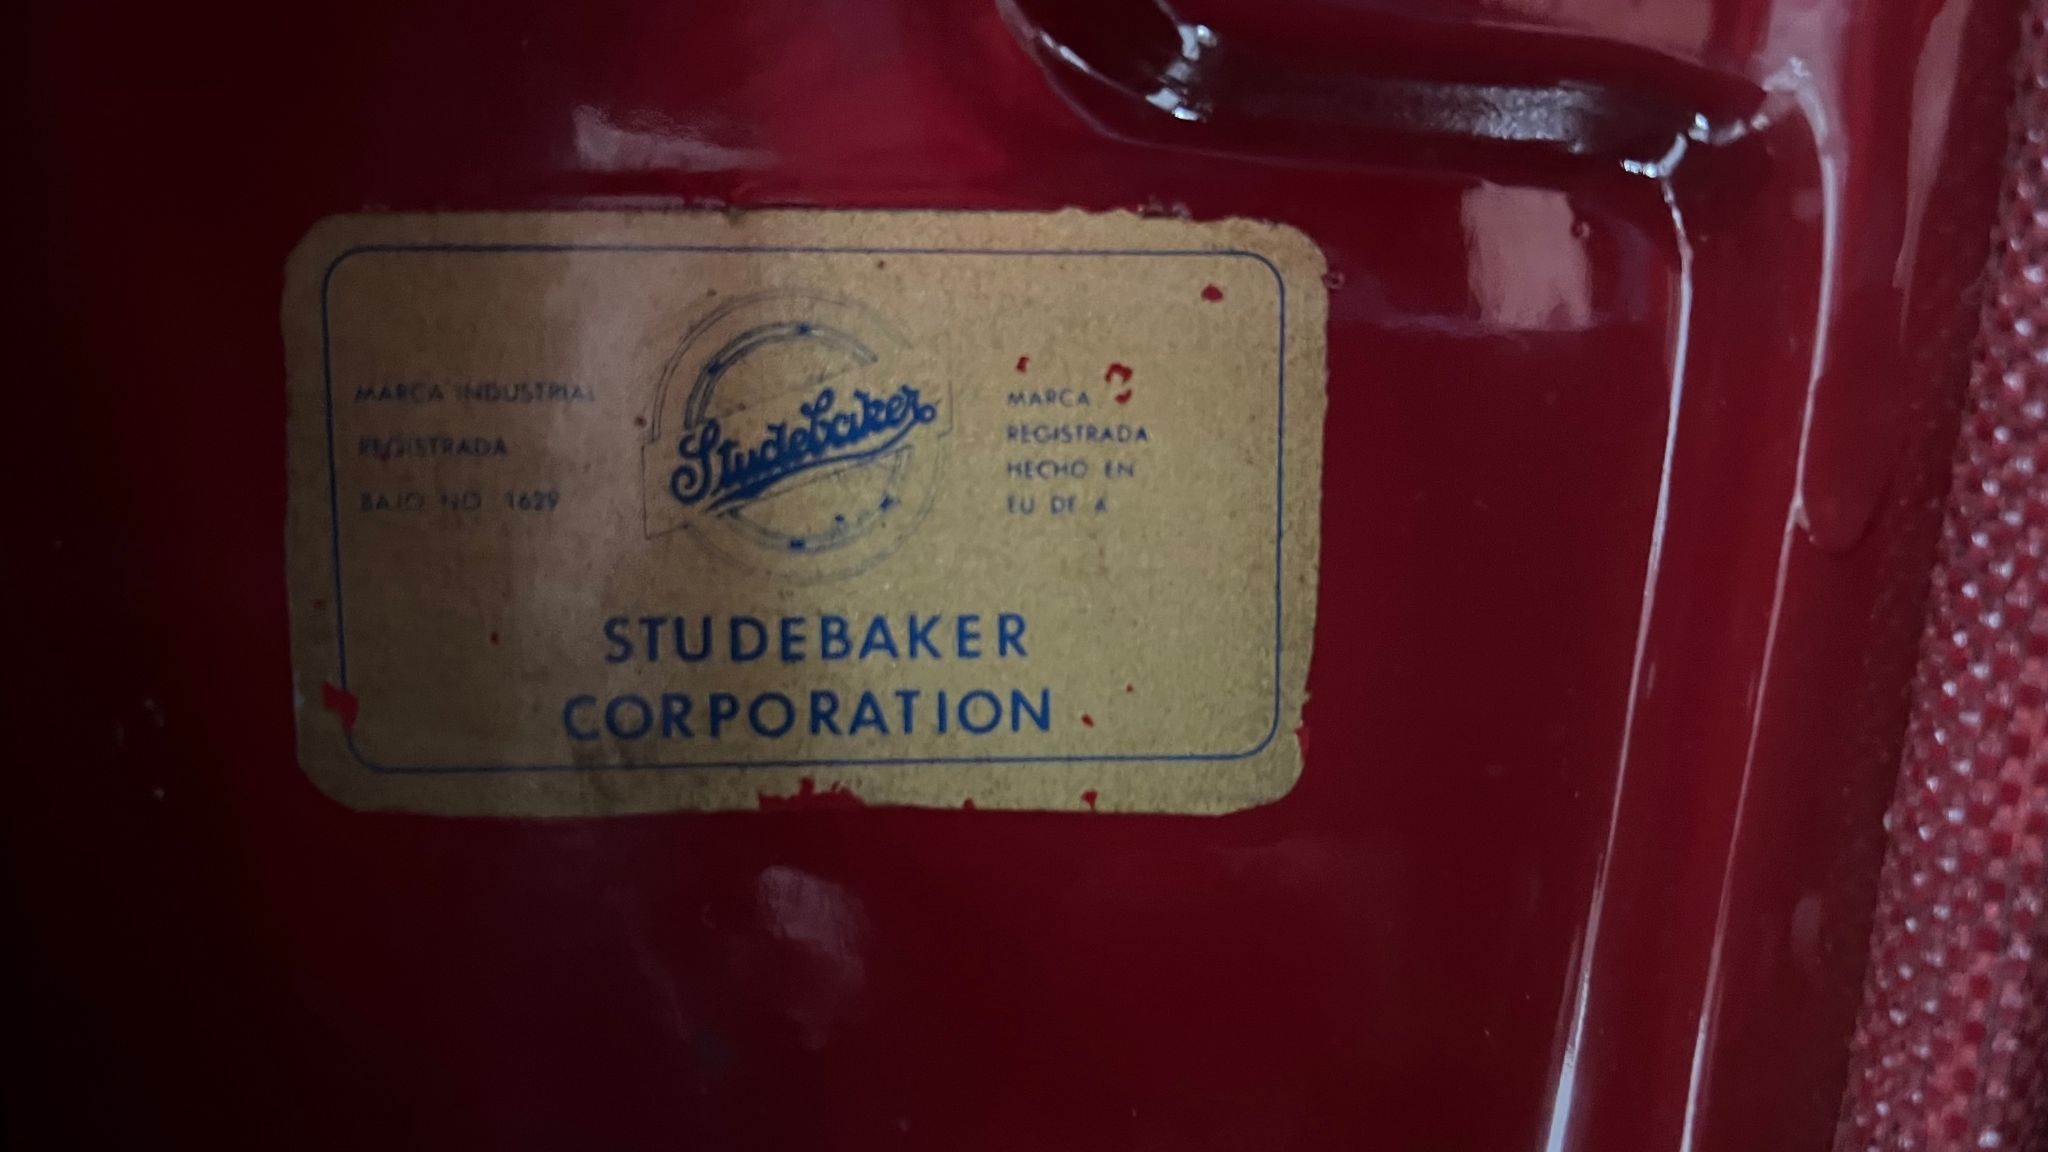 MARCA INDUSTRIAL
REGISTRADA
BAJO NO 1629
Studebaker
MARCA
REGISTRADA
HECHO EN
EU DE A
STUDEBAKER
CORPORATION